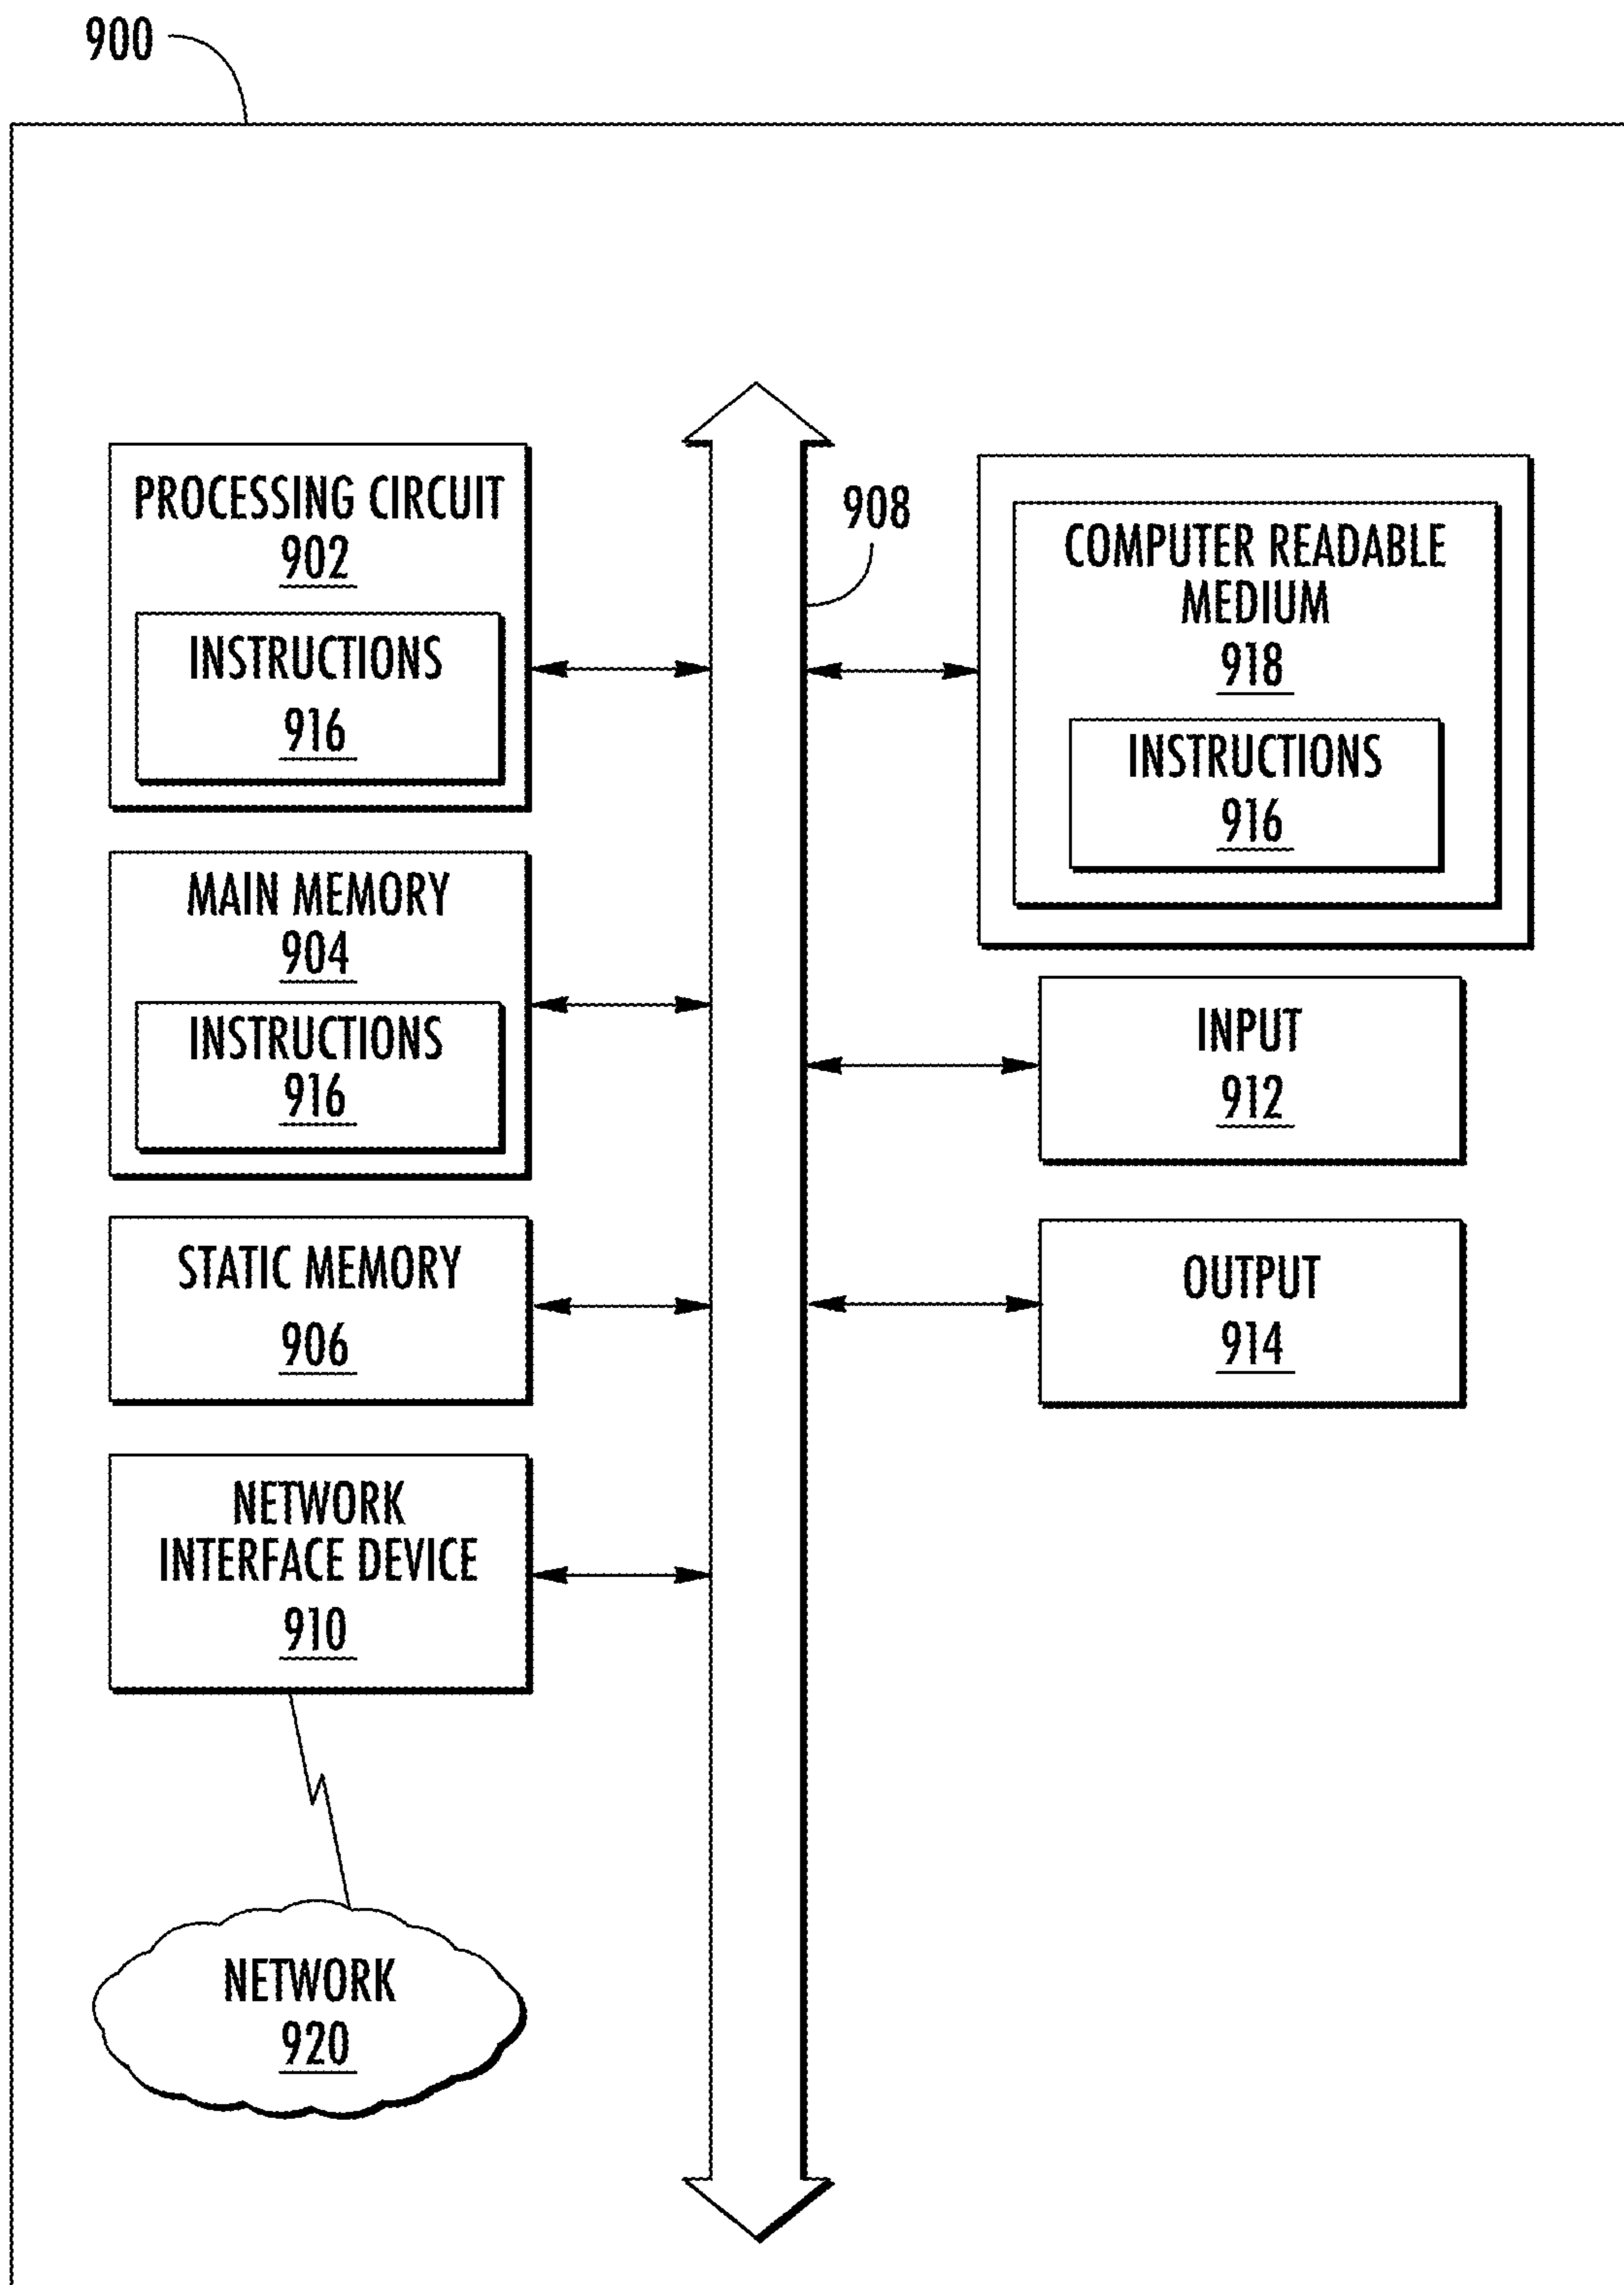 900
PROCESSING CIRCUIT
902
INSTRUCTIONS
916
MAIN MEMORY
904
INSTRUCTIONS
916
STATIC MEMORY
906
NETWORK
INTERFACE DEVICE
910
NETWORK
920
908
COMPUTER READABLE
MEDIUM
918
INSTRUCTIONS
916
INPUT
912
OUTPUT
914